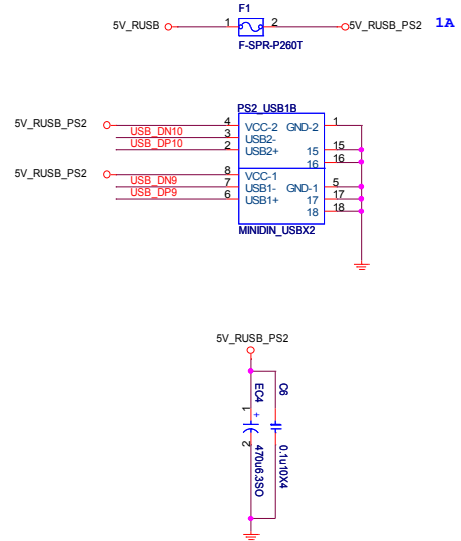 F1
5V_RUSB 1 2 5V_RUSB_PS2 1A
F-SPR-P260T
PS2_USB1B
5V_RUSB_PS2 4 VCC-2 GND-2 1
USB_DN10 3 USB2-
USB_DP10 2 USB2+ 15 15
16 16
5V_RUSB_PS2 8 VCC-1
USB_DN9 7 USB1- GND-1 5
USB_DP9 6 USB1+ 17 17
18 18
MINIDIN_USBX2
5V_RUSB_PS2
EC4 C6
1 +
2
470u6.3SO 0.1u10X4